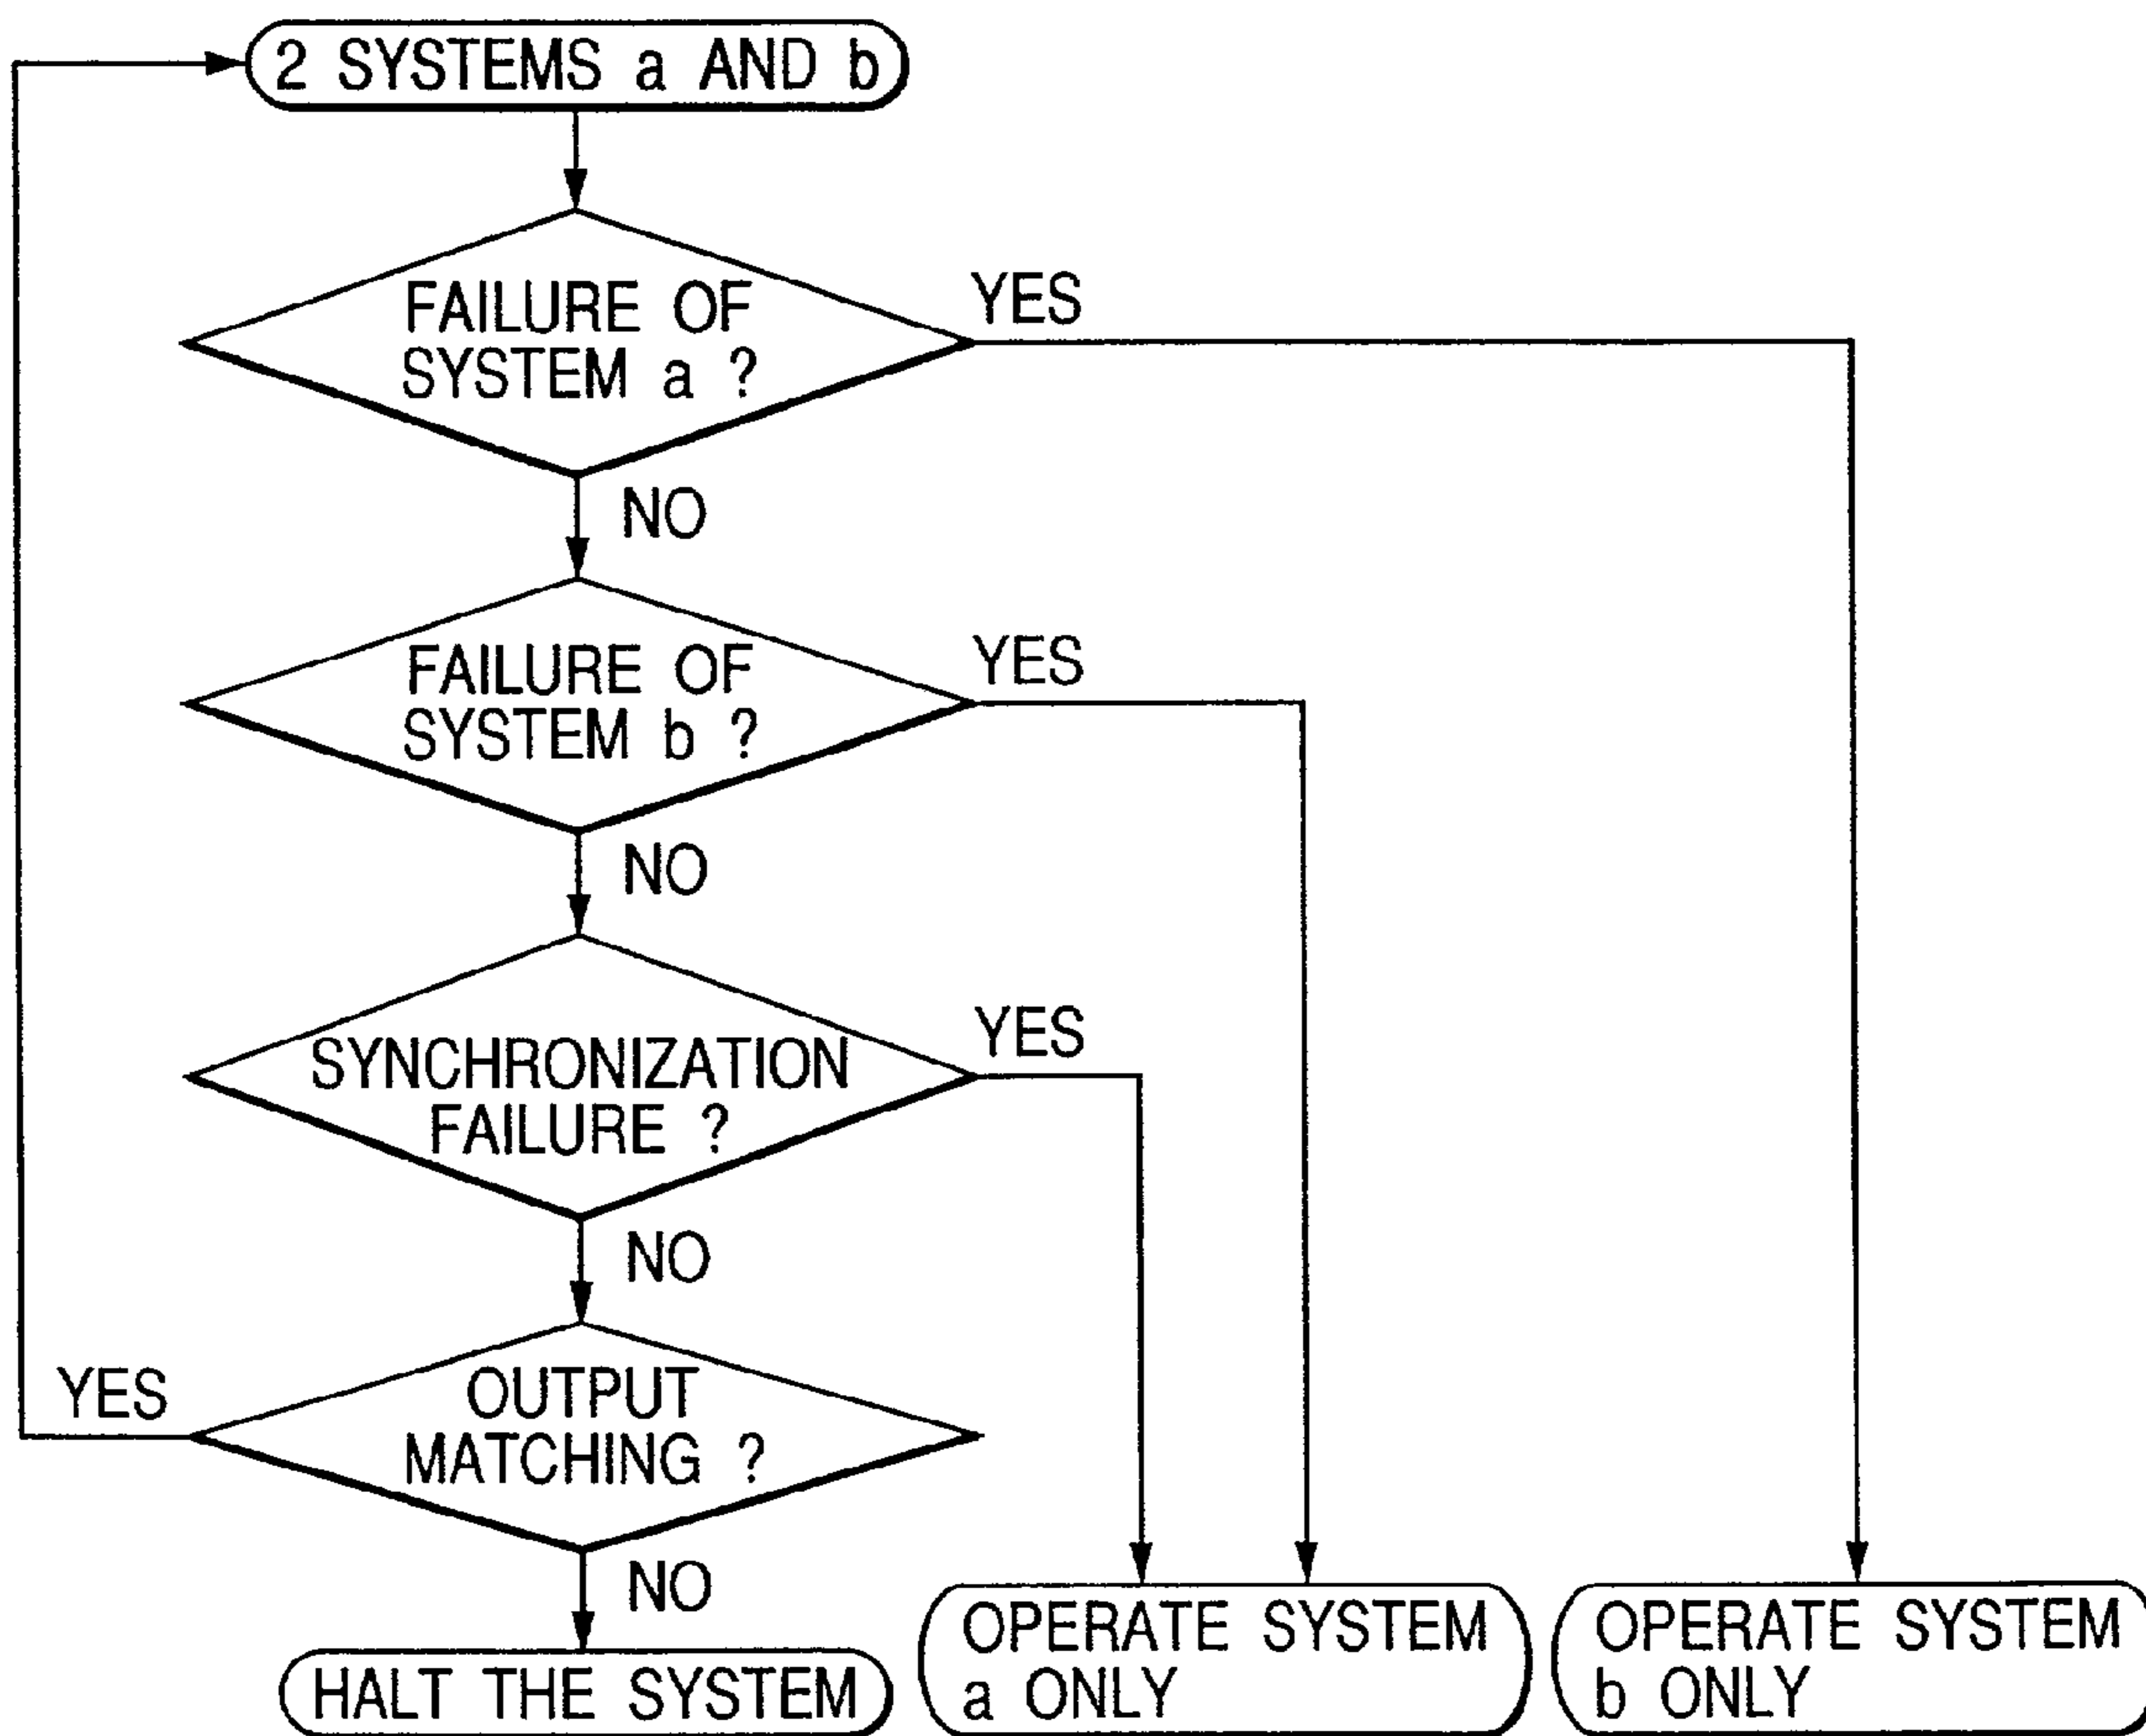 2 SYSTEMS a AND b
FAILURE OF
SYSTEM a ?
YES
NO
FAILURE OF
SYSTEM b ?
YES
NO
SYNCHRONIZATION
FAILURE ?
YES
NO
OUTPUT
MATCHING ?
YES
NO
HALT THE SYSTEM
OPERATE SYSTEM
a ONLY
OPERATE SYSTEM
b ONLY